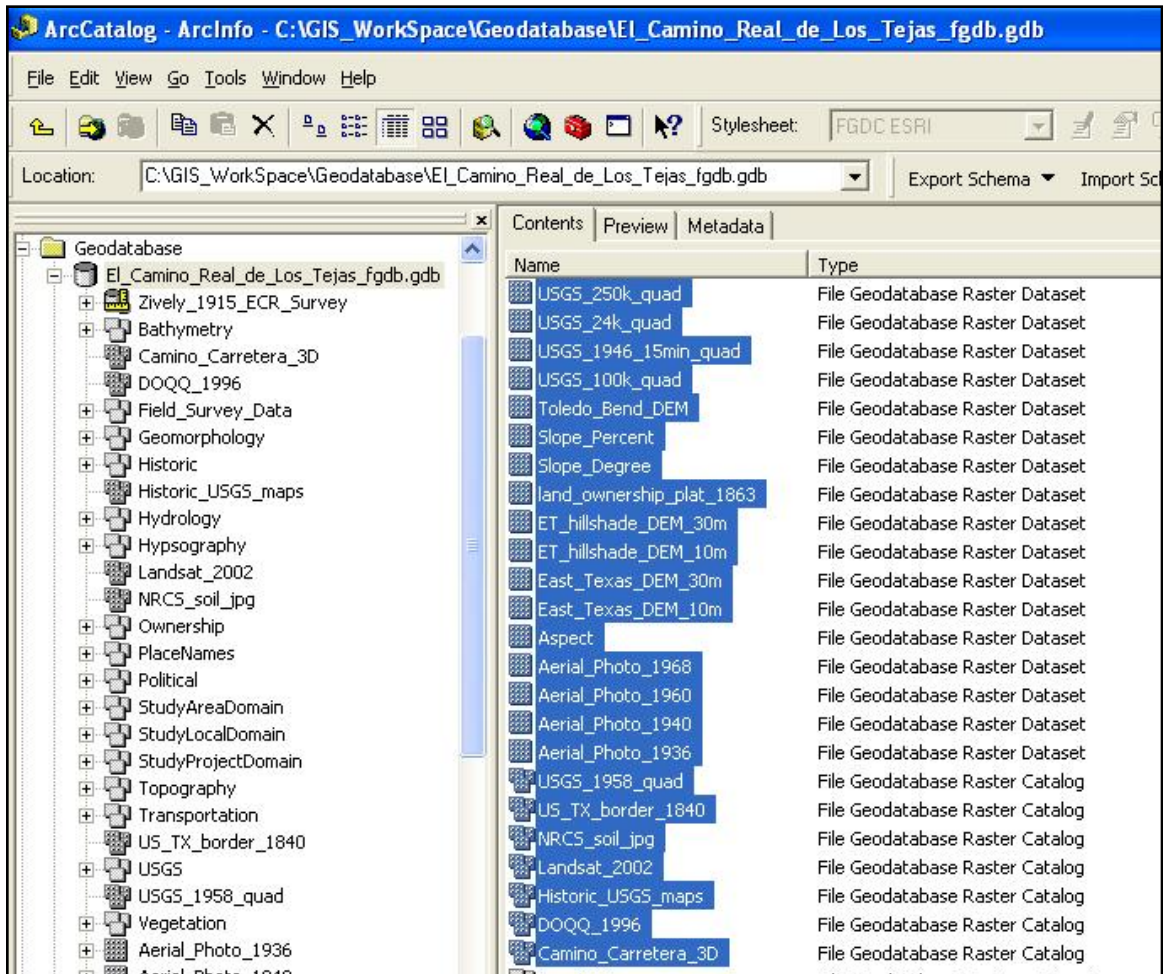 ArcCatalog - ArcInfo - C:\GIS_WorkSpace\Geodatabase\El_Camino_Real_de_Los_Tejas_fgdb.gdb
File Edit View Go Tools Window Help
Stylesheet: FGDC ESRI
Location: C:\GIS_WorkSpace\Geodatabase\El_Camino_Real_de_Los_Tejas_fgdb.gdb Export Schema Import Sc
Geodatabase
El_Camino_Real_de_Los_Tejas_fgdb.gdb
Zively_1915_ECR_Survey
Bathymetry
Camino_Carretera_3D
DOQQ_1996
Field_Survey_Data
Geomorphology
Historic
Historic_USGS_maps
Hydrology
Hypsography
Landsat_2002
NRCS_soil_jpg
Ownership
PlaceNames
Political
StudyAreaDomain
StudyLocalDomain
StudyProjectDomain
Topography
Transportation
US_TX_border_1840
USGS
USGS_1958_quad
Vegetation
Aerial_Photo_1936
Contents Preview Metadata
Name Type
USGS_250k_quad File Geodatabase Raster Dataset
USGS_24k_quad File Geodatabase Raster Dataset
USGS_1946_15min_quad File Geodatabase Raster Dataset
USGS_100k_quad File Geodatabase Raster Dataset
Toledo_Bend_DEM File Geodatabase Raster Dataset
Slope_Percent File Geodatabase Raster Dataset
Slope_Degree File Geodatabase Raster Dataset
land_ownership_plat_1863 File Geodatabase Raster Dataset
ET_hillshade_DEM_30m File Geodatabase Raster Dataset
ET_hillshade_DEM_10m File Geodatabase Raster Dataset
East_Texas_DEM_30m File Geodatabase Raster Dataset
East_Texas_DEM_10m File Geodatabase Raster Dataset
Aspect File Geodatabase Raster Dataset
Aerial_Photo_1968 File Geodatabase Raster Dataset
Aerial_Photo_1960 File Geodatabase Raster Dataset
Aerial_Photo_1940 File Geodatabase Raster Dataset
Aerial_Photo_1936 File Geodatabase Raster Dataset
USGS_1958_quad File Geodatabase Raster Catalog
US_TX_border_1840 File Geodatabase Raster Catalog
NRCS_soil_jpg File Geodatabase Raster Catalog
Landsat_2002 File Geodatabase Raster Catalog
Historic_USGS_maps File Geodatabase Raster Catalog
DOQQ_1996 File Geodatabase Raster Catalog
Camino_Carretera_3D File Geodatabase Raster Catalog